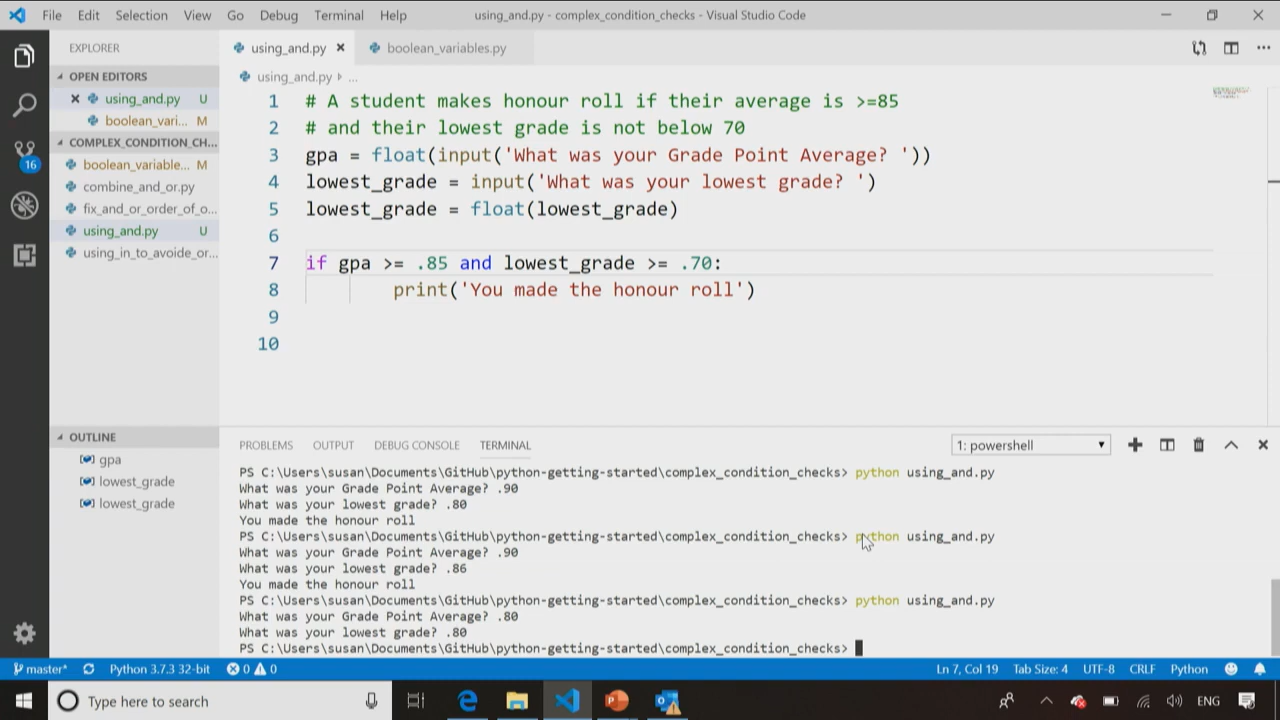 File Edit Selection View Go Debug Terminal Help using_and.py - complex_condition_checks - Visual Studio Code
EXPLORER
OPEN EDITORS
using_and.py U
boolean_vari... M
COMPLEX_CONDITION_CH...
boolean_variable... M
combine_and_or.py
fix_and_or_order_of_o...
using_and.py U
using_in_to_avoide_or...
16
OUTLINE
gpa
lowest_grade
lowest_grade
using_and.py boolean_variables.py
using_and.py ...
1 # A student makes honour roll if their average is >=85
2 # and their lowest grade is not below 70
3 gpa = float(input('What was your Grade Point Average? '))
4 lowest_grade = input('What was your lowest grade? ')
5 lowest_grade = float(lowest_grade)
6
7 if gpa >= .85 and lowest_grade >= .70:
8 print('You made the honour roll')
9
10
PROBLEMS OUTPUT DEBUG CONSOLE TERMINAL 1: powershell
PS C:\Users\susan\Documents\GitHub\python-getting-started\complex_condition_checks> python using_and.py
What was your Grade Point Average? .90
What was your lowest grade? .80
You made the honour roll
PS C:\Users\susan\Documents\GitHub\python-getting-started\complex_condition_checks> python using_and.py
What was your Grade Point Average? .90
What was your lowest grade? .86
You made the honour roll
PS C:\Users\susan\Documents\GitHub\python-getting-started\complex_condition_checks> python using_and.py
What was your Grade Point Average? .80
What was your lowest grade? .80
PS C:\Users\susan\Documents\GitHub\python-getting-started\complex_condition_checks>
master* Python 3.7.3 32-bit 0 0 Ln 7, Col 19 Tab Size: 4 UTF-8 CRLF Python
Type here to search ENG